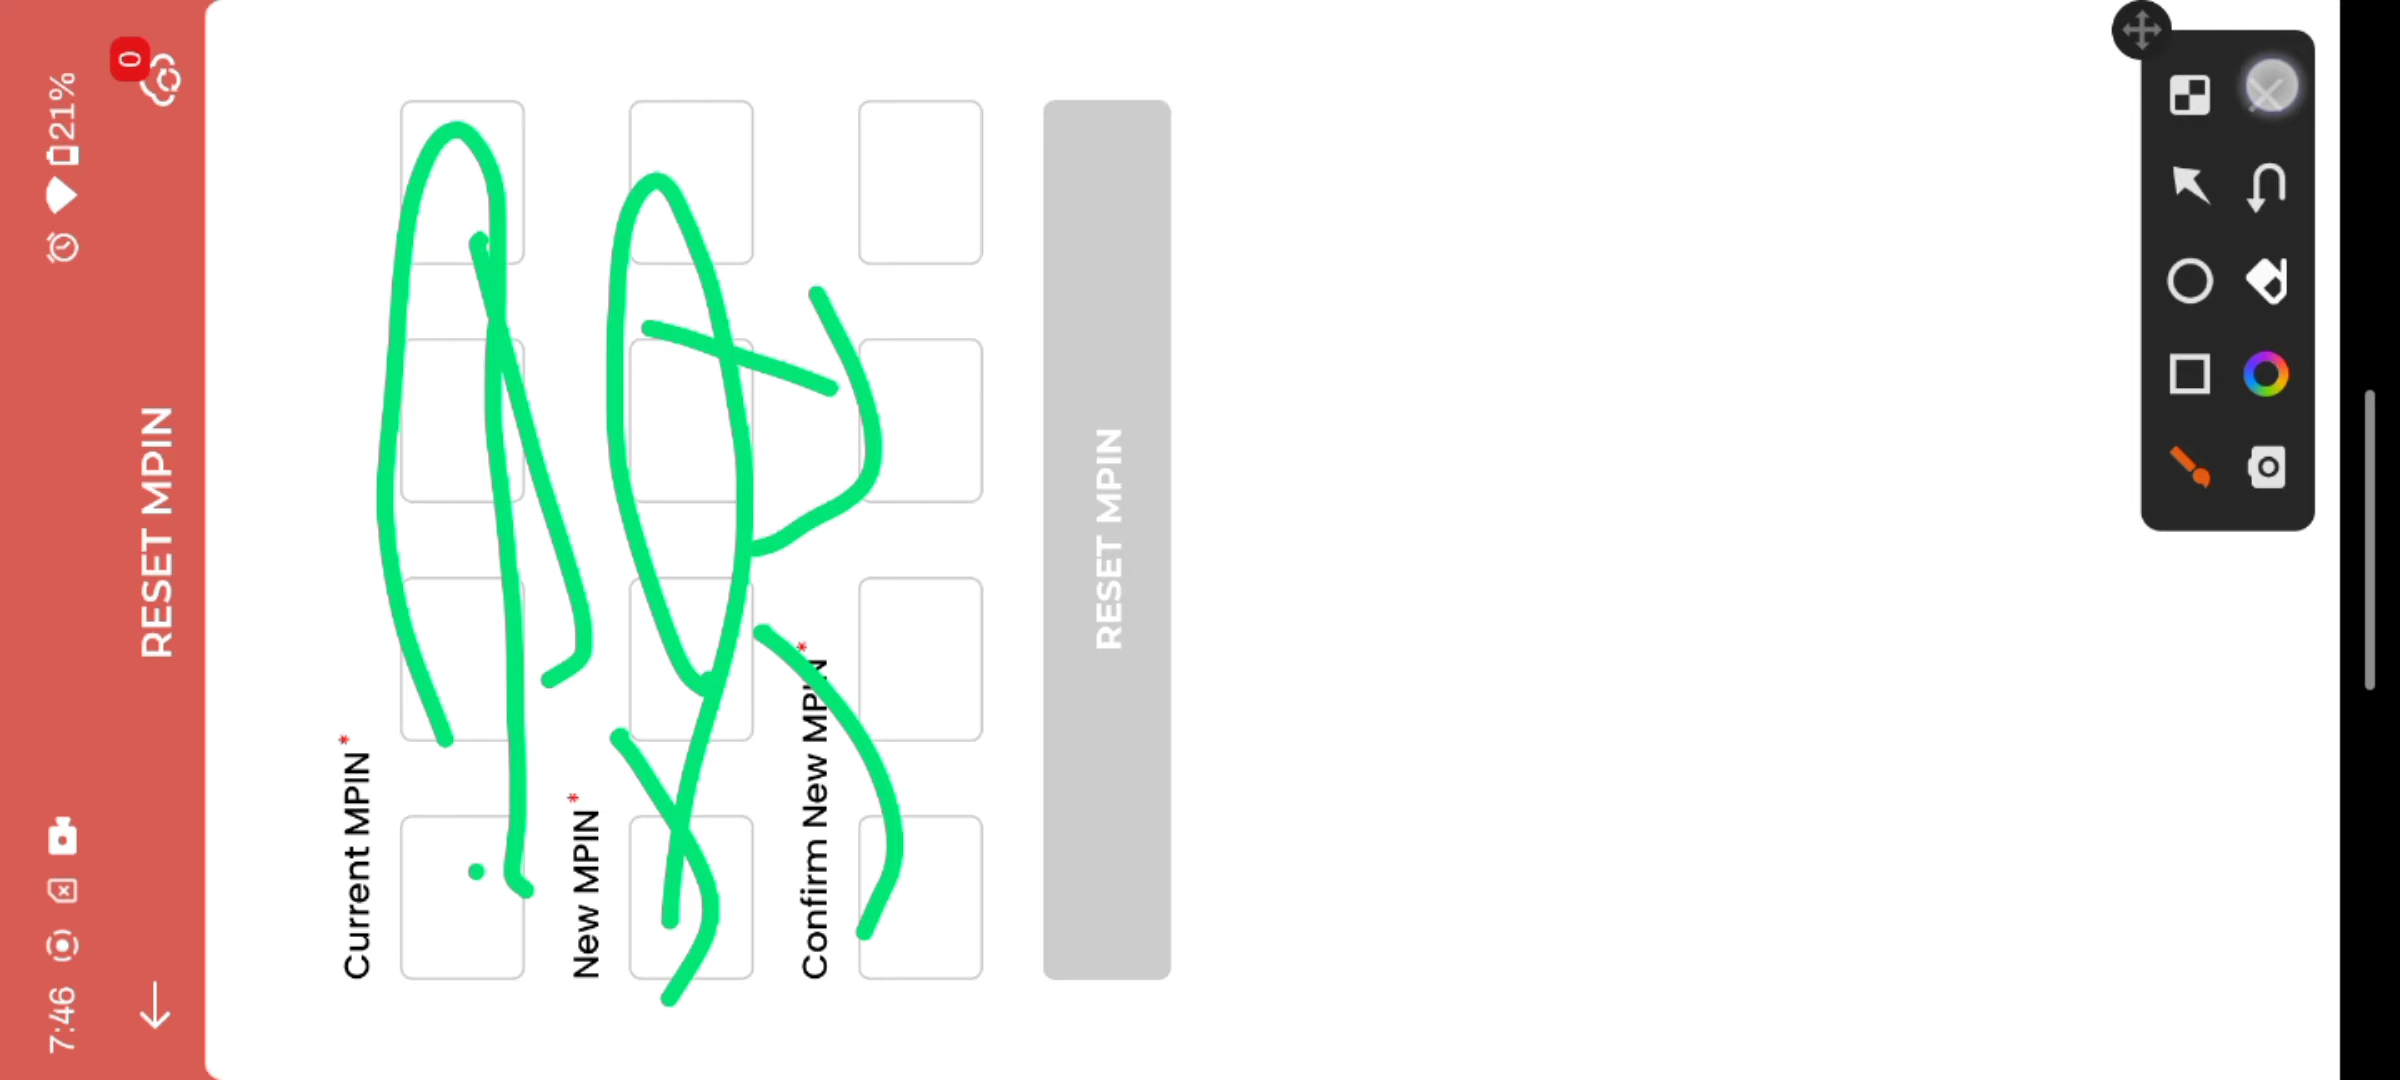 7:46
21%
0
RESET MPIN
Current MPIN*
New MPIN*
Confirm New MPIN*
RESET MPIN